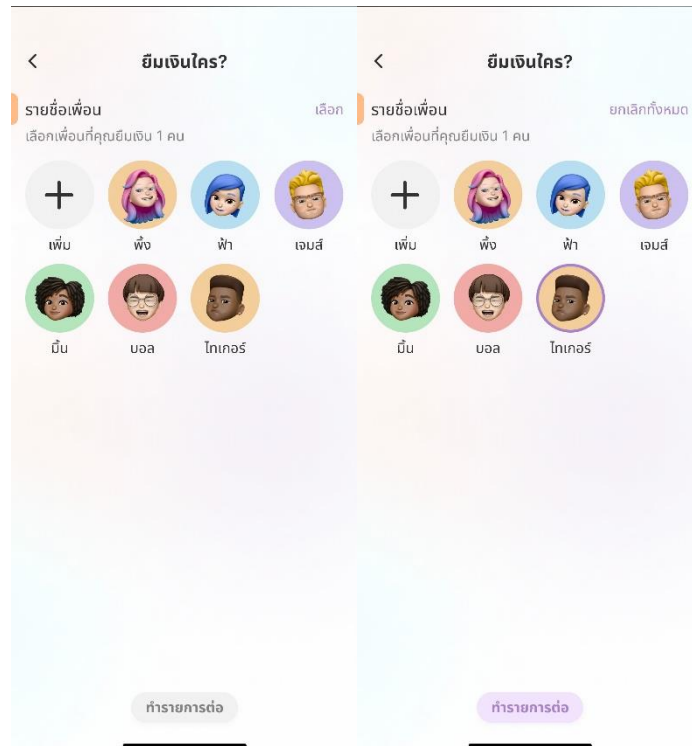 ยืมเงินใคร?
รายชื่อเพื่อน
เลือก
เลือกเพื่อนที่คุณยืมเงิน 1 คน
เพิ่ม
พั้ง
ฟ้า
เจมส์
มิ้น
บอล
ไทเกอร์
ทำรายการต่อ
ยืมเงินใคร?
รายชื่อเพื่อน
ยกเลิกทั้งหมด
เลือกเพื่อนที่คุณยืมเงิน 1 คน
เพิ่ม
พั้ง
ฟ้า
เจมส์
มิ้น
บอล
ไทเกอร์
ทำรายการต่อ